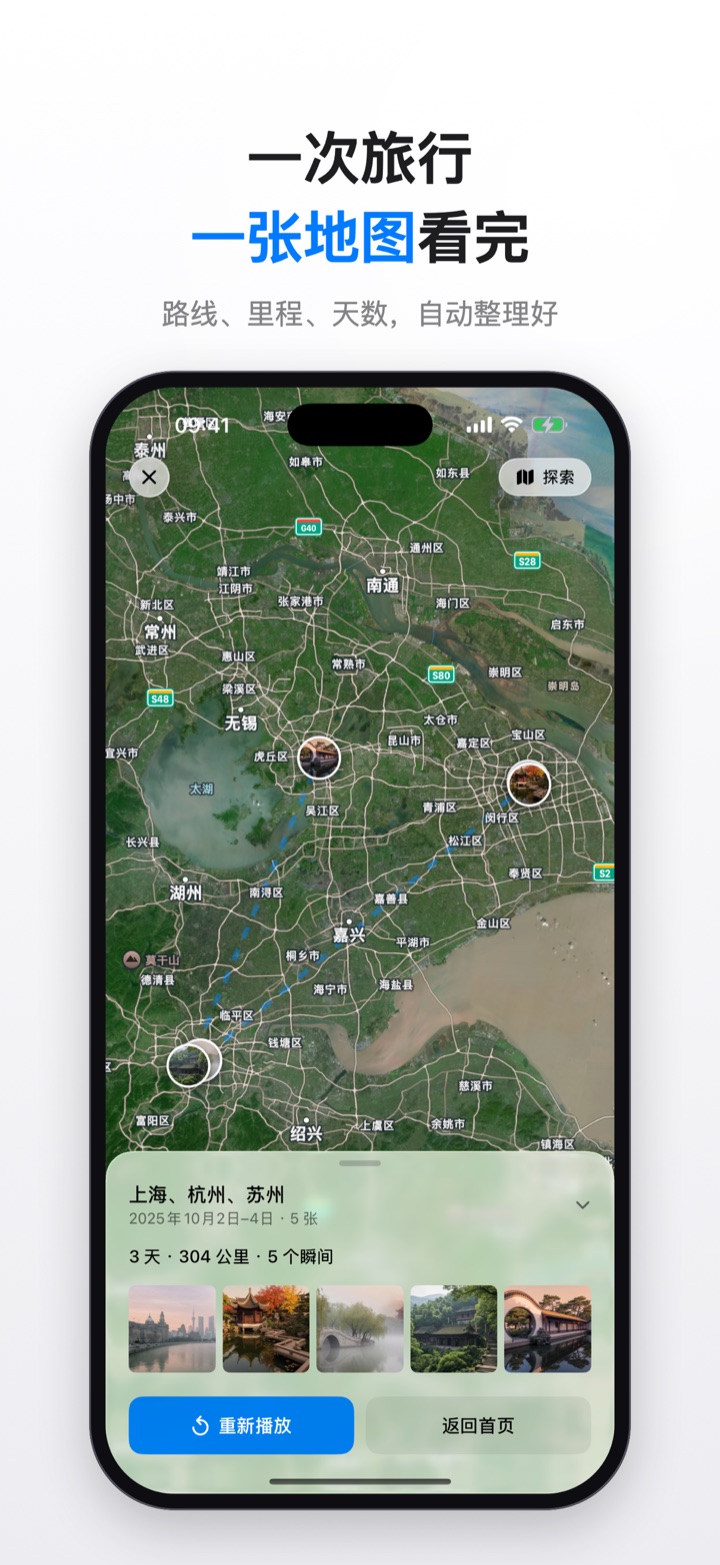 一次旅行
一张地图看完
路线、里程、天数，自动整理好
09:41
泰州
如皋市
如东县
探索
扬中市
泰兴市
G40
通州区
S28
靖江市
江阴市
南通
新北区
张家港市
海门区
常州
启东市
武进区
惠山区
常熟市
S80
崇明区
崇明岛
S48
梁溪区
无锡
太仓市
宝山区
宜兴市
虎丘区
昆山市
嘉定区
太湖
吴江区
青浦区
闵行区
长兴县
松江区
湖州
南浔区
嘉善县
奉贤区
S2
嘉兴
金山区
平湖市
莫干山
桐乡市
德清县
海宁市
海盐县
临平区
钱塘区
慈溪市
富阳区
绍兴
上虞区
余姚市
镇海区
上海、杭州、苏州
2025年10月2日–4日 · 5 张
3 天 · 304 公里 · 5 个瞬间
重新播放
返回首页